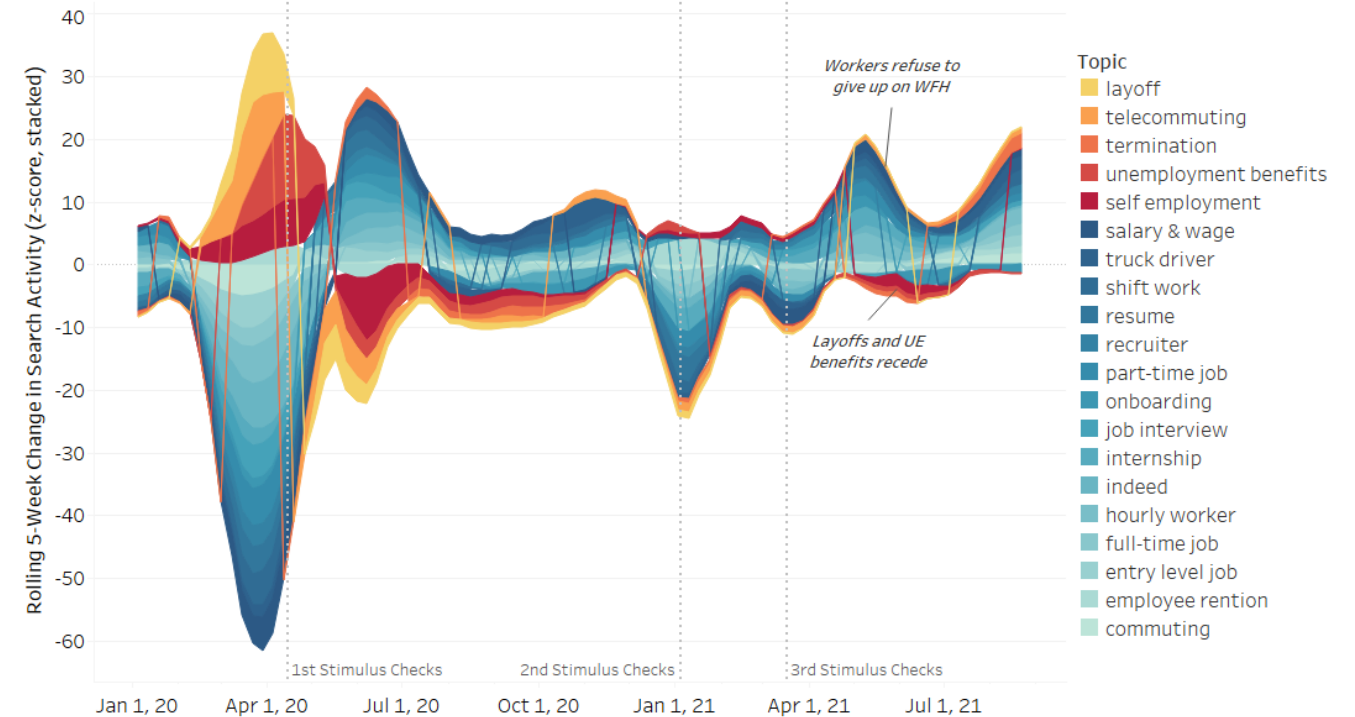 Rolling 5-Week Change in Search Activity (z-score, stacked)
40
30
20
10
0
-10
-20
-30
-40
-50
-60
Workers refuse to
give up on WFH
Layoffs and UE
benefits recede
1st Stimulus Checks
2nd Stimulus Checks
3rd Stimulus Checks
Jan 1, 20
Apr 1, 20
Jul 1, 20
Oct 1, 20
Jan 1, 21
Apr 1, 21
Jul 1, 21
Topic
layoff
telecommuting
termination
unemployment benefits
self employment
salary & wage
truck driver
shift work
resume
recruiter
part-time job
onboarding
job interview
internship
indeed
hourly worker
full-time job
entry level job
employee rention
commuting